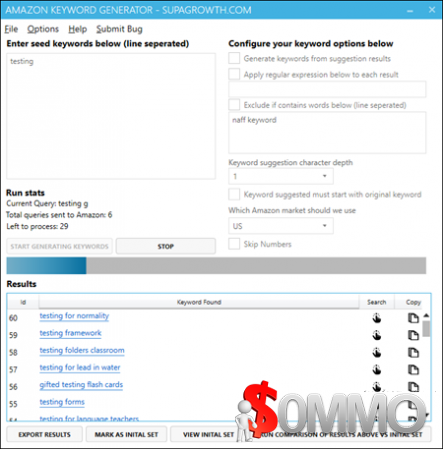 AMAZON KEYWORD GENERATOR - SUPAGROWTH.COM
File Options Help Submit Bug
Enter seed keywords below (line seperated)
testing
Configure your keyword options below
Generate keywords from suggestion results
Apply regular expression below to each result
Exclude if contains words below (line seperated)
naff keyword
Keyword suggestion character depth
1
Keyword suggested must start with original keyword
Which Amazon market should we use
US
Skip Numbers
Run stats
Current Query: testing g
Total queries sent to Amazon: 6
Left to process: 29
START GENERATING KEYWORDS STOP
Results
Id Keyword Found Search Copy
60 testing for normality
59 testing framework
58 testing folders classroom
57 testing for lead in water
56 gifted testing flash cards
55 testing forms
54 testing for language teachers
$OMMO
EXPORT RESULTS MARK AS INITAL SET VIEW INITAL SET RUN COMPARISON OF RESULTS ABOVE VS INITAL SET